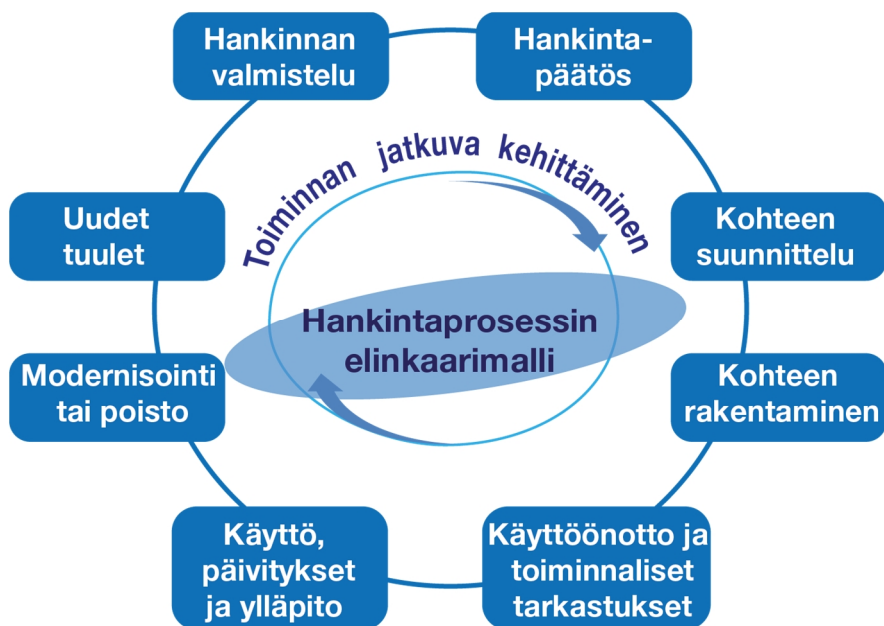 Hankinnan
valmistelu
Hankinta-
päätös
Toiminnan jatkuva kehittäminen
Uudet
tuulet
Kohteen
suunnittelu
Hankintaprosessin
elinkaarimalli
Modernisointi
tai poisto
Kohteen
rakentaminen
Käyttö,
päivitykset
ja ylläpito
Käyttöönotto ja
toiminnaliset
tarkastukset